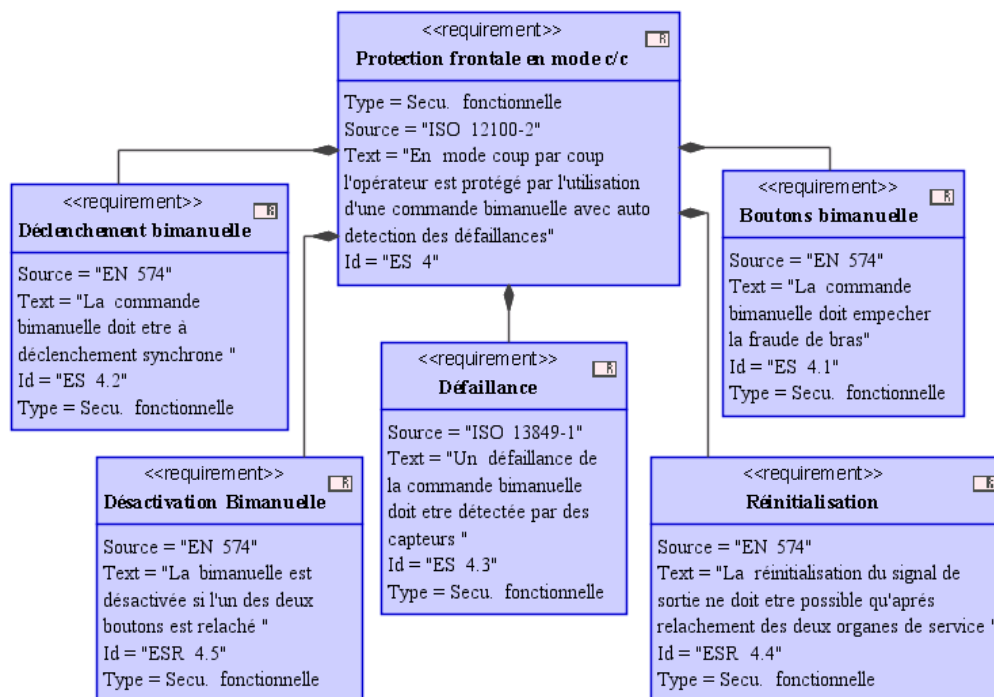 <<requirement>>
R
Protection frontale en mode c/c
Type = Secu. fonctionnelle
Source = "ISO 12100-2"
Text = "En mode coup par coup
l'opérateur est protégé par l'utilisation
d'une commande bimanuelle avec auto
detection des défaillances"
Id = "ES 4"
<<requirement>>
R
Déclenchement bimanuelle
Source = "EN 574"
Text = "La commande
bimanuelle doit etre à
déclenchement synchrone "
Id = "ES 4.2"
Type = Secu. fonctionnelle
<<requirement>>
R
Boutons bimanuelle
Source = "EN 574"
Text = "La commande
bimanuelle doit empecher
la fraude de bras"
Id = "ES 4.1"
Type = Secu. fonctionnelle
<<requirement>>
R
Défaillance
Source = "ISO 13849-1"
Text = "Un défaillance de
la commande bimanuelle
doit etre détectée par des
capteurs "
Id = "ES 4.3"
Type = Secu. fonctionnelle
<<requirement>>
R
Désactivation Bimanuelle
Source = "EN 574"
Text = "La bimanuelle est
désactivée si l'un des deux
boutons est relaché "
Id = "ESR 4.5"
Type = Secu. fonctionnelle
<<requirement>>
R
Réinitialisation
Source = "EN 574"
Text = "La réinitialisation du signal de
sortie ne doit etre possible qu'aprés
relachement des deux organes de service "
Id = "ESR 4.4"
Type = Secu. fonctionnelle